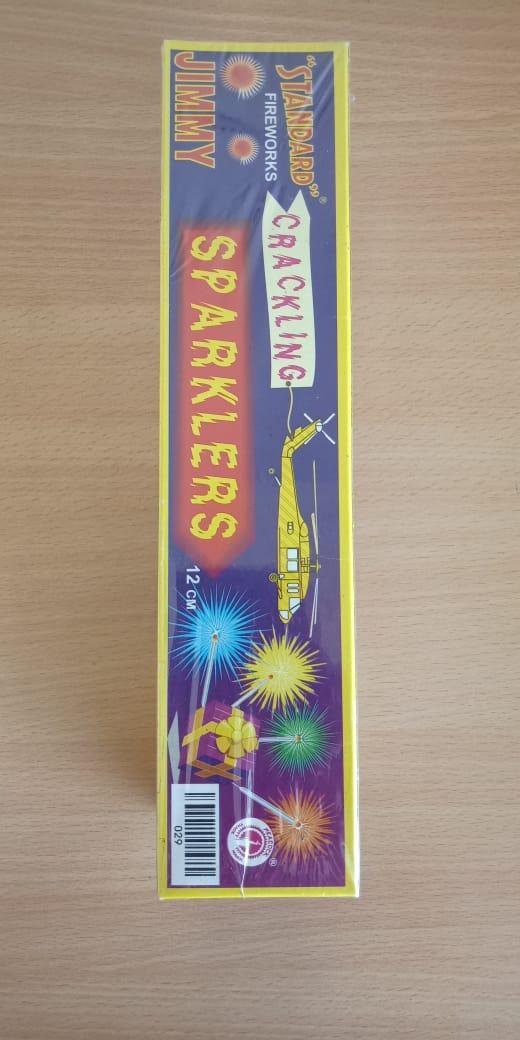 "STANDARD"®
FIREWORKS
JIMMY
CRACKLING
SPARKLERS
12 CM
029
®